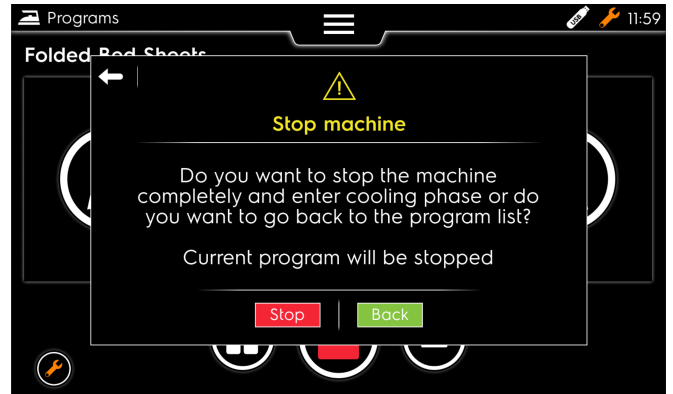 Programs
USB
11:59
Folded Bed Sheets
Stop machine
Do you want to stop the machine
completely and enter cooling phase or do
you want to go back to the program list?
Current program will be stopped
Stop
Back